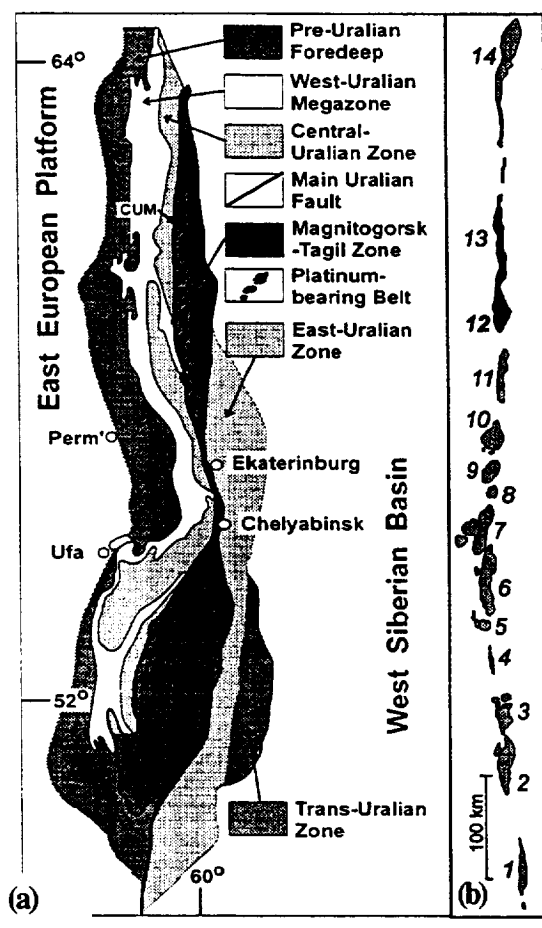 64°
Pre-Uralian
Foredeep
West-Uralian
Megazone
Central-
Uralian Zone
Main Uralian
Fault
CUM
Magnitogorsk
-Tagil Zone
Platinum-
bearing Belt
East-Uralian
Zone
East European Platform
Perm'
Ekaterinburg
Chelyabinsk
Ufa
West Siberian Basin
52°
Trans-Uralian
Zone
60°
(a)
14
13
12
11
10
9
8
7
6
5
4
3
2
1
100 km
(b)